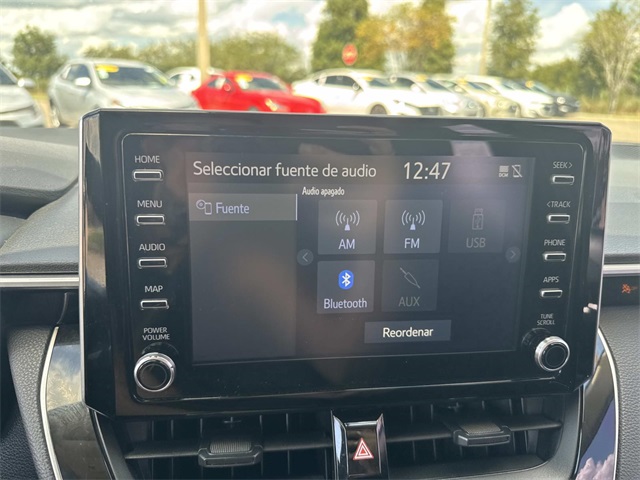 HOME
MENU
AUDIO
MAP
POWER
VOLUME
Seleccionar fuente de audio 12:47 DCM
Audio apagado
Fuente
AM FM USB
Bluetooth AUX
Reordenar
SEEK >
< TRACK
PHONE
APPS
TUNE
SCROLL